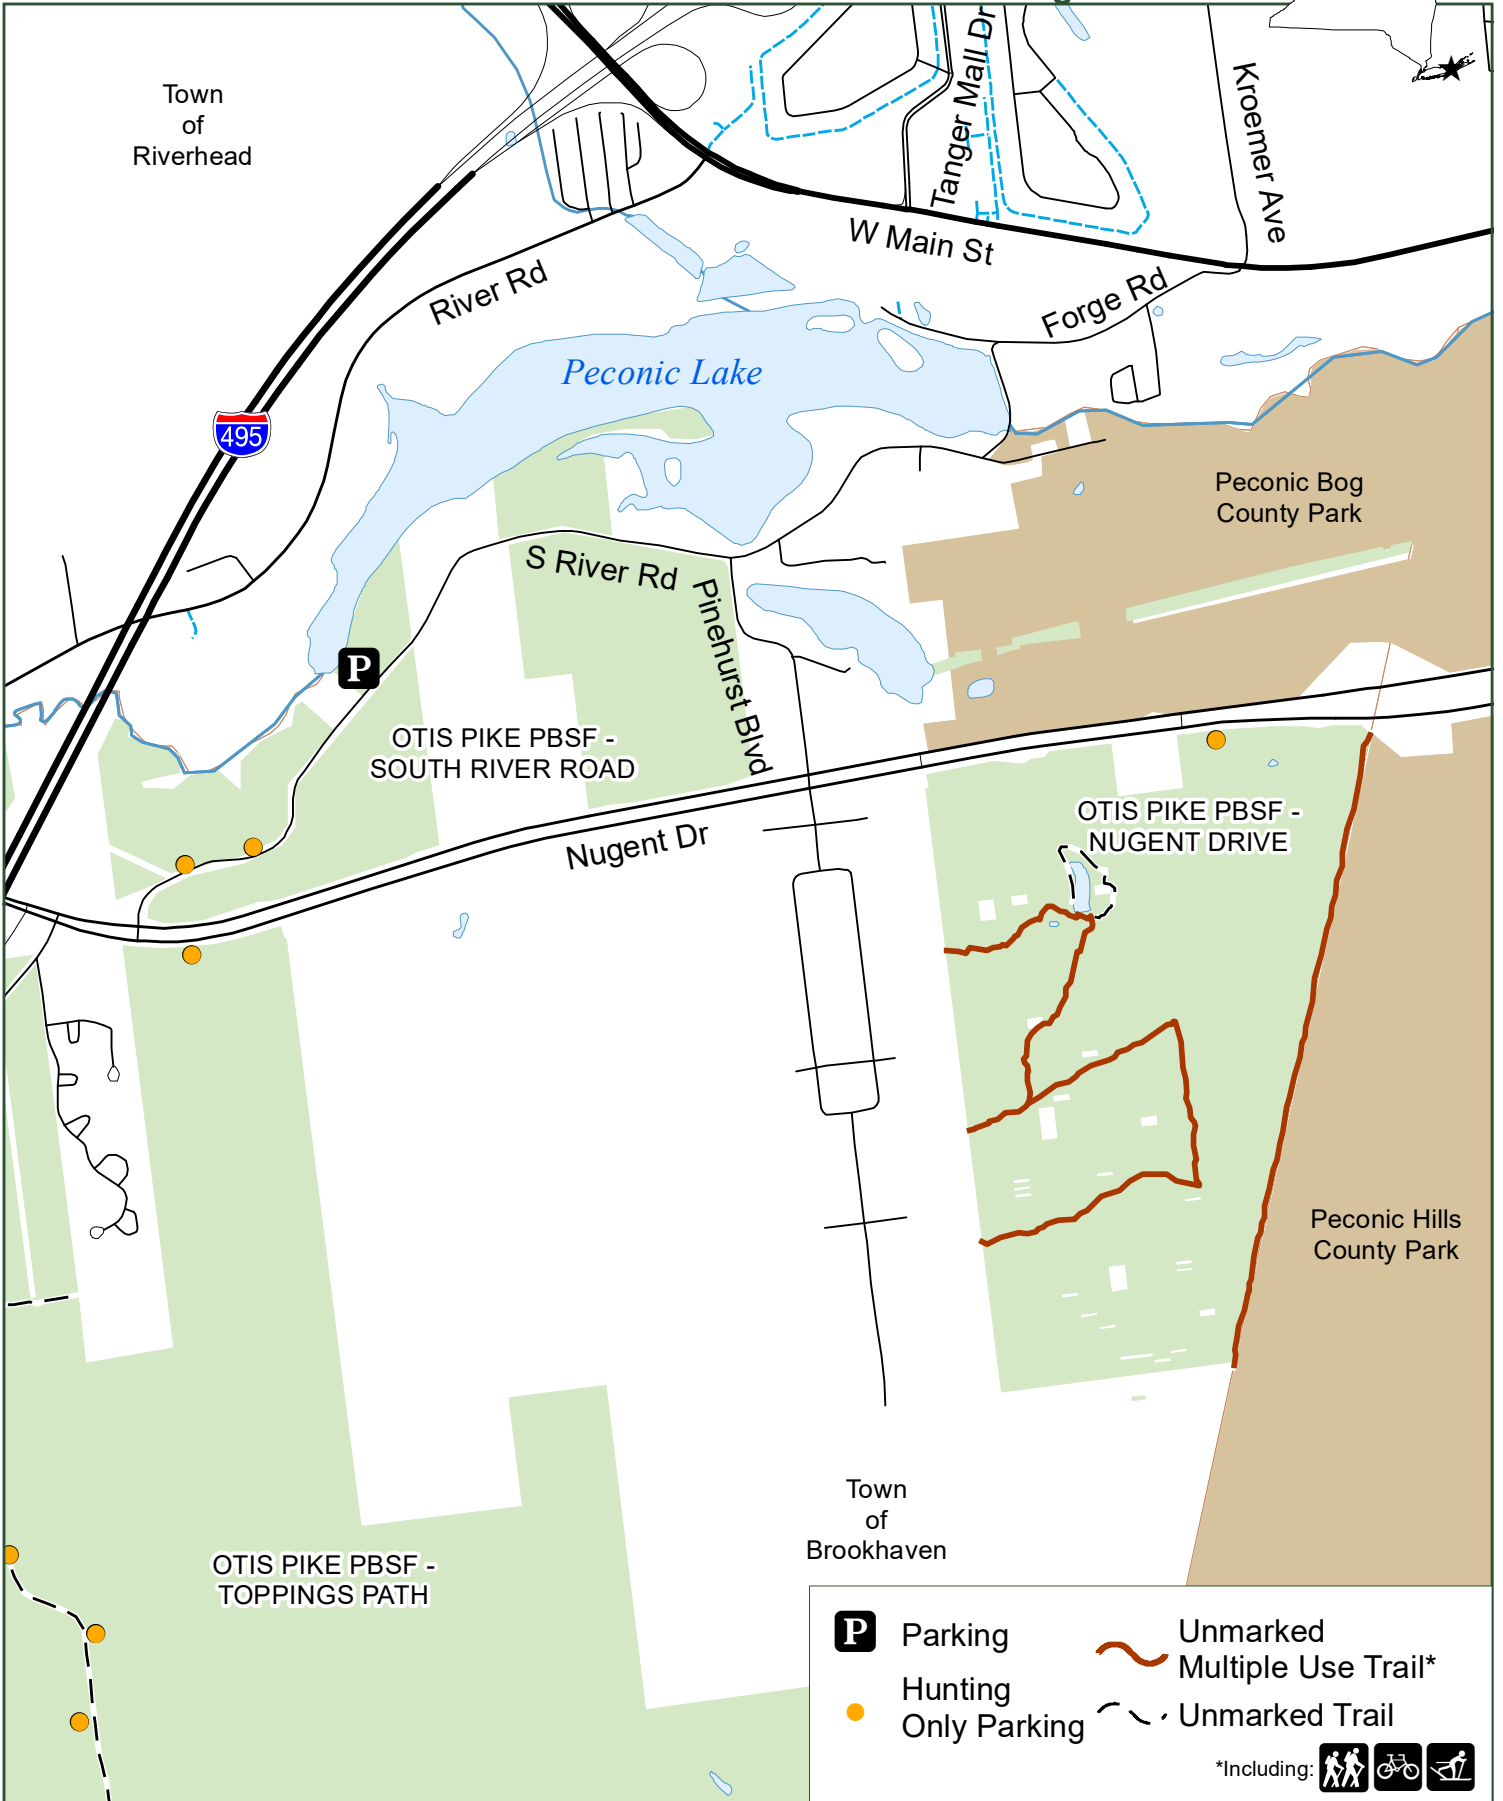 Town
of
Riverhead
Tanger Mall Dr
Kroemer Ave
W Main St
River Rd
Forge Rd
Peconic Lake
495
Peconic Bog
County Park
S River Rd
Pinehurst Blvd
P
OTIS PIKE PBSF -
SOUTH RIVER ROAD
OTIS PIKE PBSF -
NUGENT DRIVE
Nugent Dr
Peconic Hills
County Park
Town
of
Brookhaven
OTIS PIKE PBSF -
TOPPINGS PATH
P Parking
Hunting
Only Parking
Unmarked
Multiple Use Trail*
Unmarked Trail
*Including: